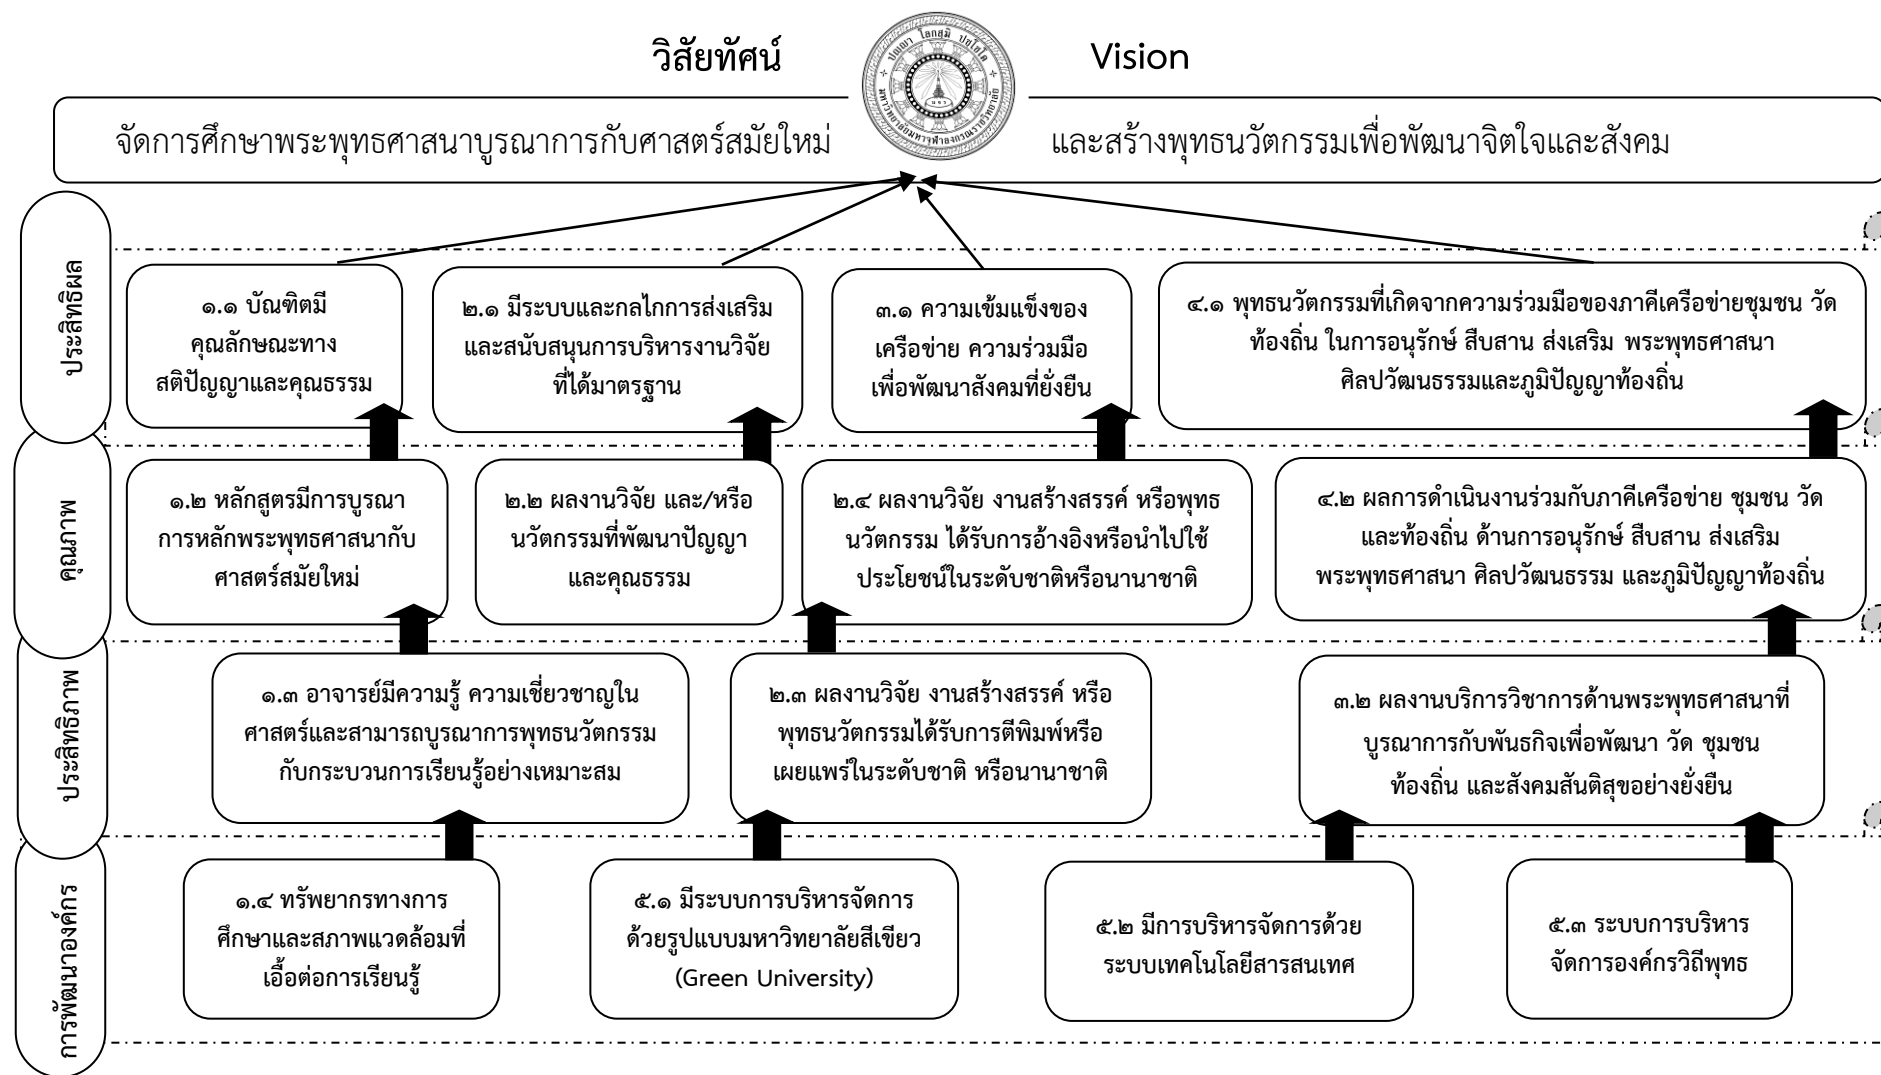 วิสัยทัศน์
Vision
ปญฺญา โลกสฺมิ ปชฺโชโต
มหาวิทยาลัยมหาจุฬาลงกรณราชวิทยาลัย
จัดการศึกษาพระพุทธศาสนาบูรณาการกับศาสตร์สมัยใหม่
และสร้างพุทธนวัตกรรมเพื่อพัฒนาจิตใจและสังคม
ประสิทธิผล
๑.๑ บัณฑิตมี
คุณลักษณะทาง
สติปัญญาและคุณธรรม
๒.๑ มีระบบและกลไกการส่งเสริม
และสนับสนุนการบริหารงานวิจัย
ที่ได้มาตรฐาน
๓.๑ ความเข้มแข็งของ
เครือข่าย ความร่วมมือ
เพื่อพัฒนาสังคมที่ยั่งยืน
๔.๑ พุทธนวัตกรรมที่เกิดจากความร่วมมือของภาคีเครือข่ายชุมชน วัด
ท้องถิ่น ในการอนุรักษ์ สืบสาน ส่งเสริม พระพุทธศาสนา
ศิลปวัฒนธรรมและภูมิปัญญาท้องถิ่น
คุณภาพ
๑.๒ หลักสูตรมีการบูรณา
การหลักพระพุทธศาสนากับ
ศาสตร์สมัยใหม่
๒.๒ ผลงานวิจัย และ/หรือ
นวัตกรรมที่พัฒนาปัญญา
และคุณธรรม
๒.๔ ผลงานวิจัย งานสร้างสรรค์ หรือพุทธ
นวัตกรรม ได้รับการอ้างอิงหรือนำไปใช้
ประโยชน์ในระดับชาติหรือนานาชาติ
๔.๒ ผลการดำเนินงานร่วมกับภาคีเครือข่าย ชุมชน วัด
และท้องถิ่น ด้านการอนุรักษ์ สืบสาน ส่งเสริม
พระพุทธศาสนา ศิลปวัฒนธรรม และภูมิปัญญาท้องถิ่น
ประสิทธิภาพ
๑.๓ อาจารย์มีความรู้ ความเชี่ยวชาญใน
ศาสตร์และสามารถบูรณาการพุทธนวัตกรรม
กับกระบวนการเรียนรู้อย่างเหมาะสม
๒.๓ ผลงานวิจัย งานสร้างสรรค์ หรือ
พุทธนวัตกรรมได้รับการตีพิมพ์หรือ
เผยแพร่ในระดับชาติ หรือนานาชาติ
๓.๒ ผลงานบริการวิชาการด้านพระพุทธศาสนาที่
บูรณาการกับพันธกิจเพื่อพัฒนา วัด ชุมชน
ท้องถิ่น และสังคมสันติสุขอย่างยั่งยืน
การพัฒนาองค์กร
๑.๔ ทรัพยากรทางการ
ศึกษาและสภาพแวดล้อมที่
เอื้อต่อการเรียนรู้
๕.๑ มีระบบการบริหารจัดการ
ด้วยรูปแบบมหาวิทยาลัยสีเขียว
(Green University)
๕.๒ มีการบริหารจัดการด้วย
ระบบเทคโนโลยีสารสนเทศ
๕.๓ ระบบการบริหาร
จัดการองค์กรวิถีพุทธ